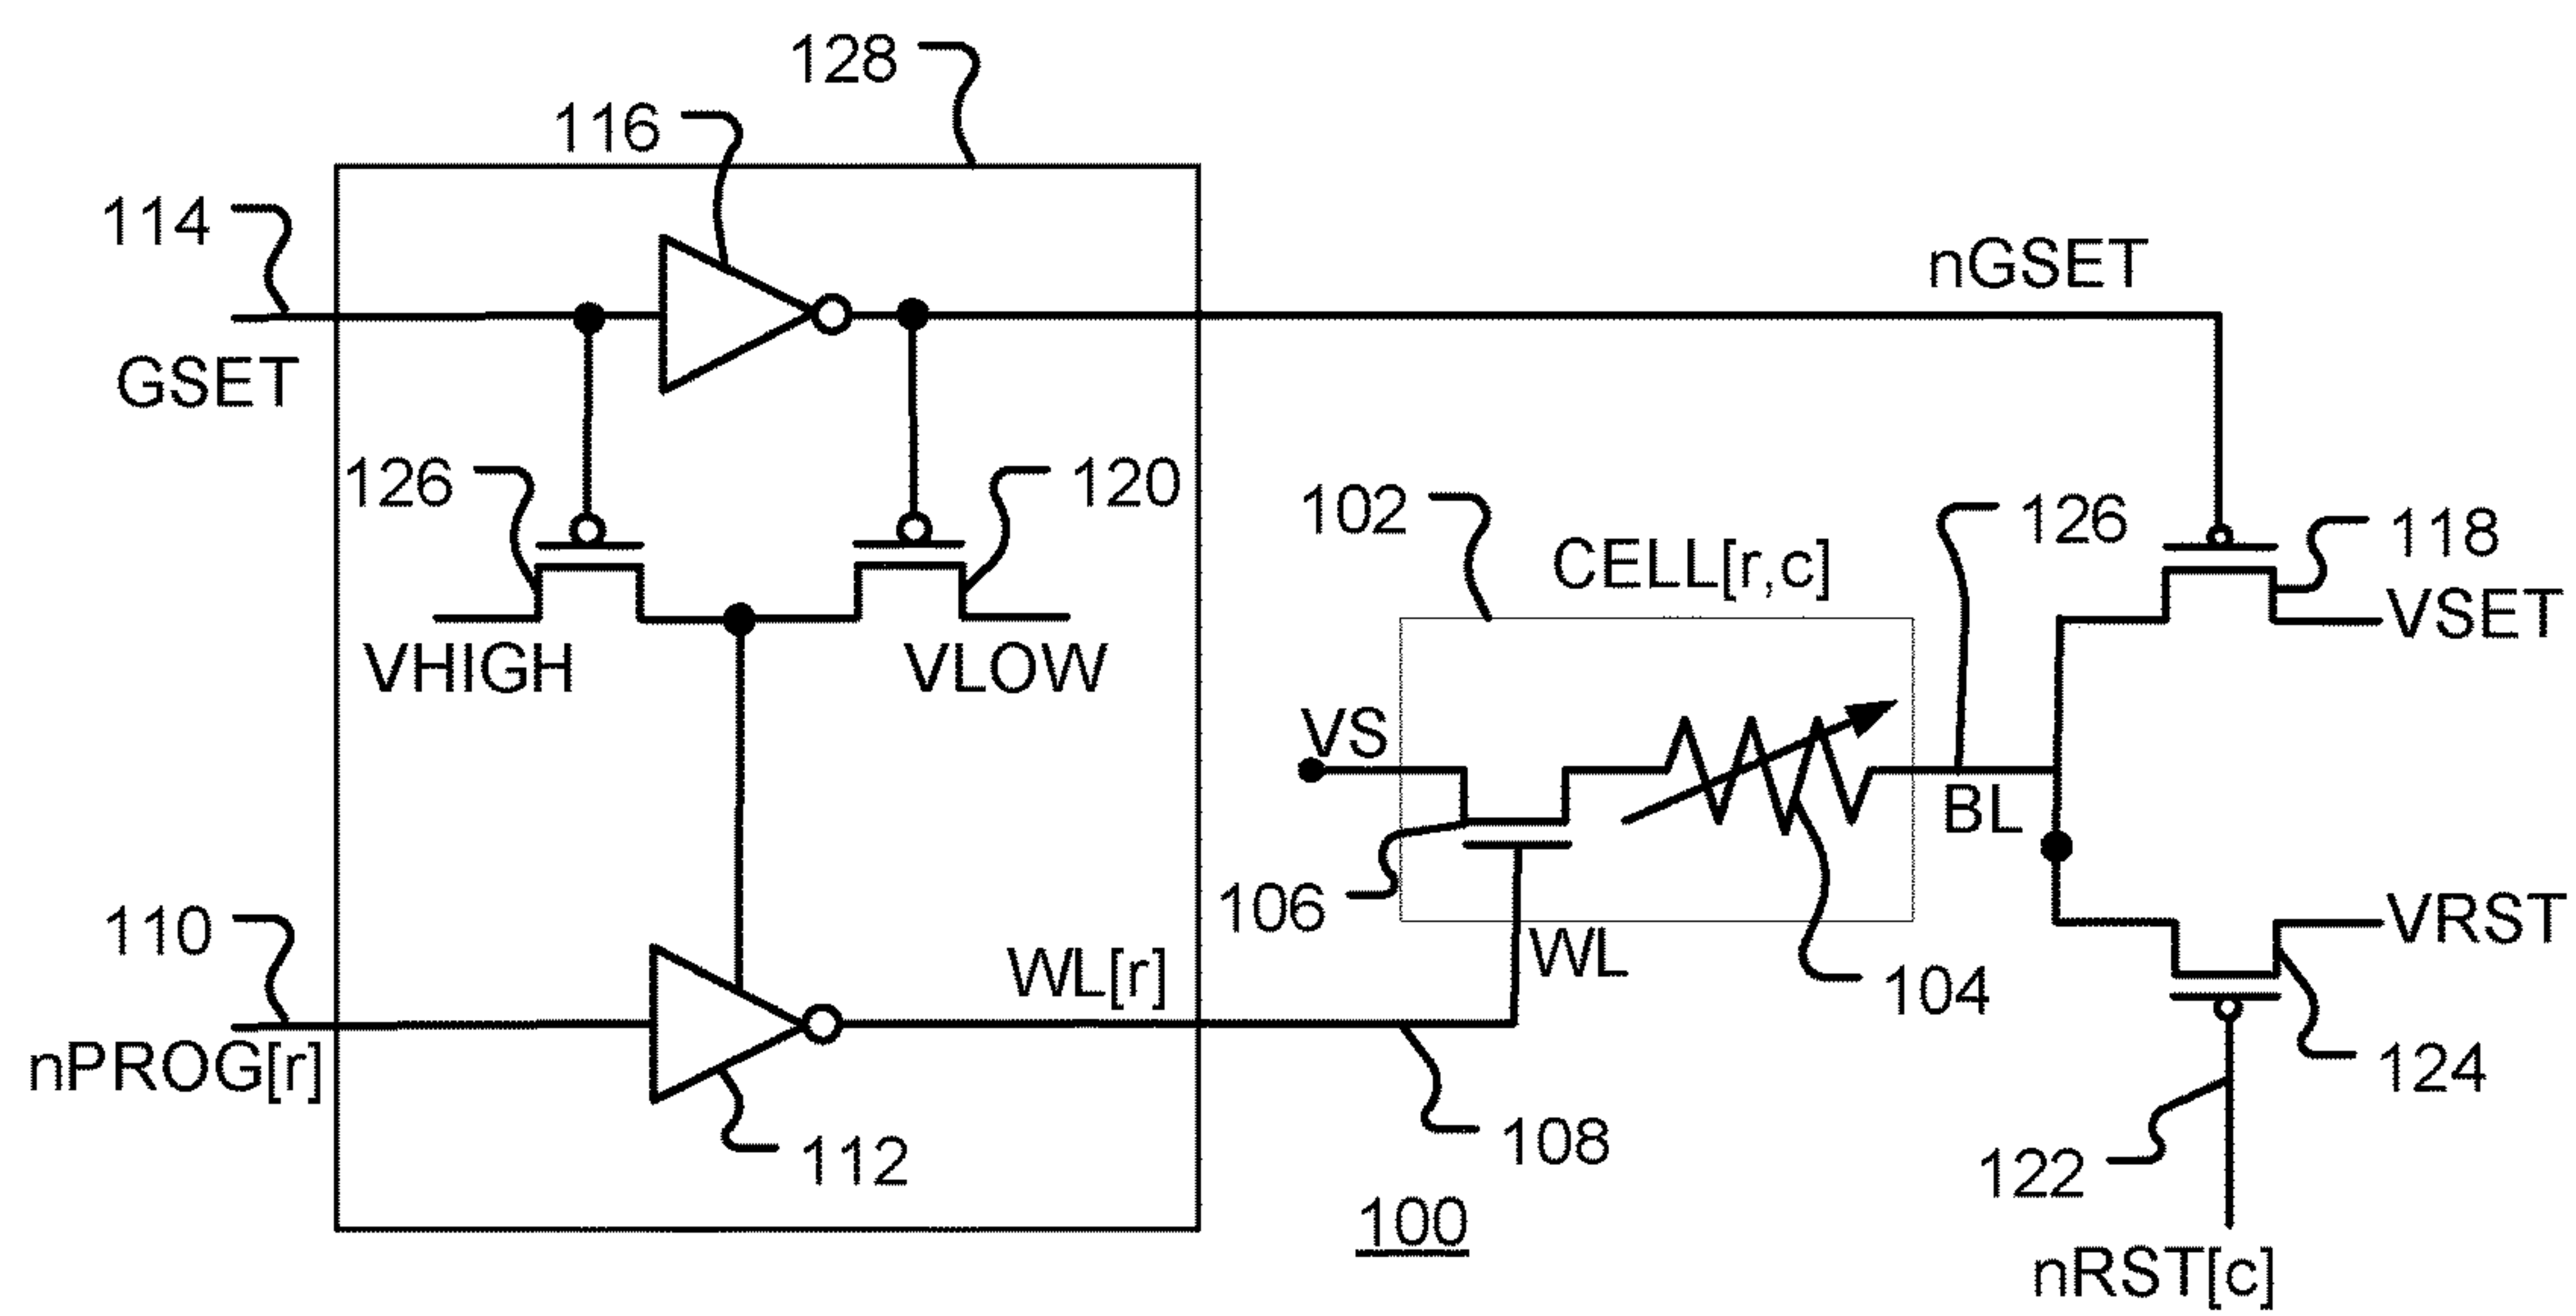 128
116
114
nGSET
GSET
126
120
102
126
118
CELL[r,c]
VSET
VHIGH
VLOW
VS
BL
106
VRST
110
WL[r]
WL
104
nPROG[r]
124
112
108
122
100
nRST[c]